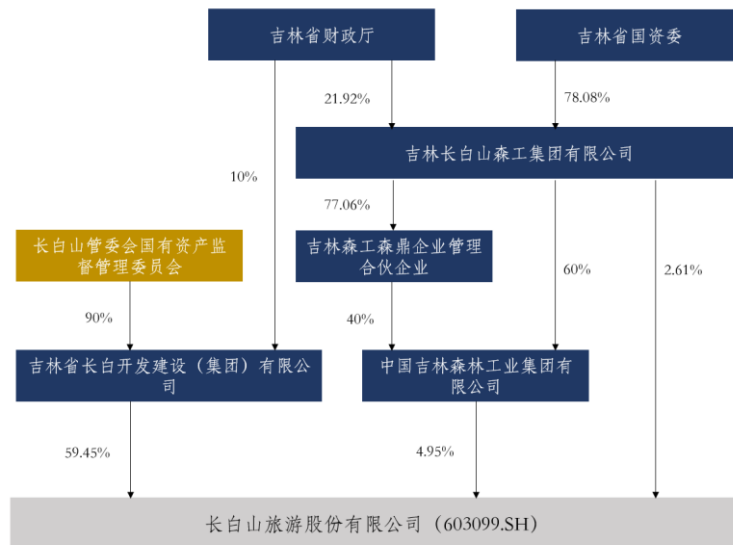 吉林省财政厅
吉林省国资委
21.92%
78.08%
吉林长白山森工集团有限公司
10%
77.06%
长白山管委会国有资产监
督管理委员会
吉林森工森鼎企业管理
合伙企业
60%
2.61%
90%
40%
吉林省长白开发建设（集团）有限公
司
中国吉林森林工业集团有
限公司
59.45%
4.95%
长白山旅游股份有限公司（603099.SH）